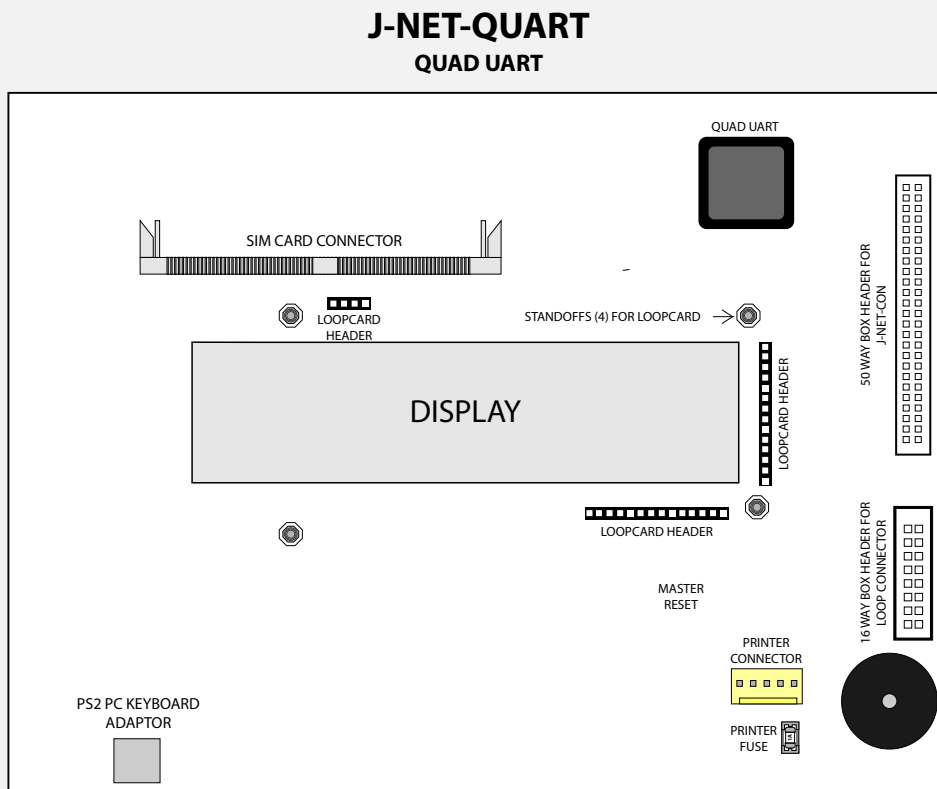 J-NET-QUART
QUAD UART
QUAD UART
SIM CARD CONNECTOR
LOOPCARD
HEADER
STANDOFFS (4) FOR LOOPCARD
50 WAY BOX HEADER FOR
J-NET-CON
DISPLAY
LOOPCARD HEADER
LOOPCARD HEADER
16 WAY BOX HEADER FOR
LOOP CONNECTOR
MASTER
RESET
PRINTER
CONNECTOR
PS2 PC KEYBOARD
ADAPTOR
PRINTER
FUSE